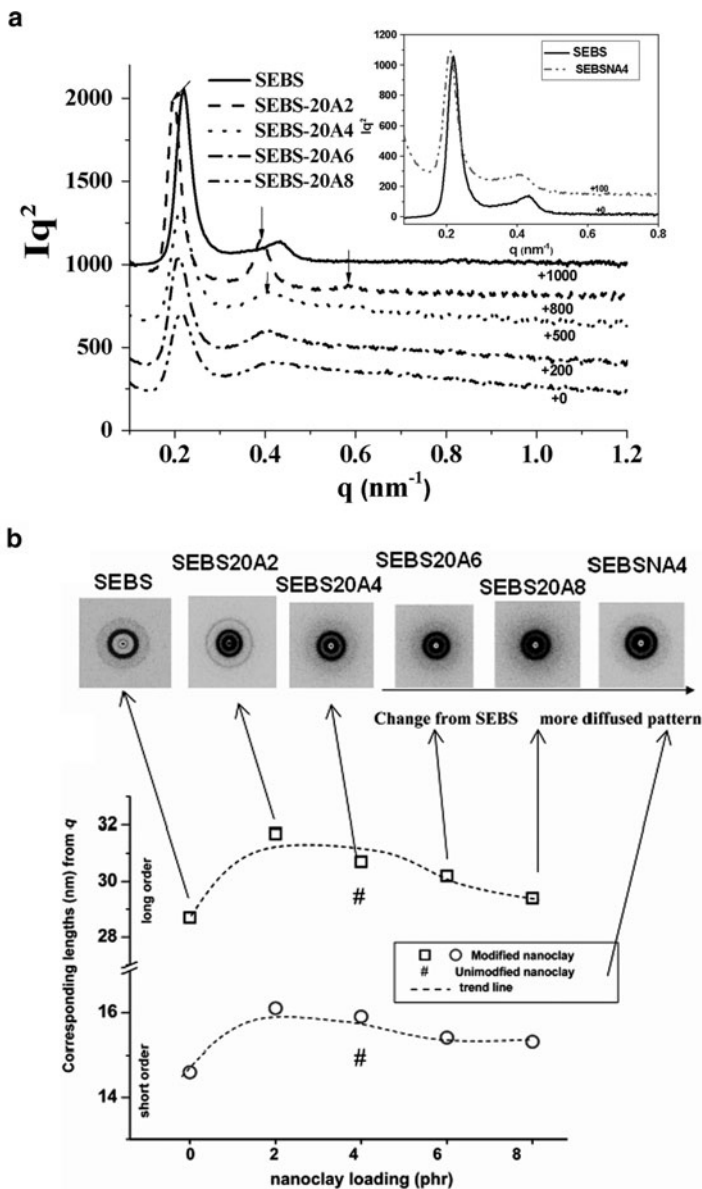 a
SEBS
SEBS-20A2
SEBS-20A4
SEBS-20A6
SEBS-20A8
2000
1500
1000
500
0
Iq²
0.2 0.4 0.6 0.8 1.0 1.2
q (nm⁻¹)
+1000
+800
+500
+200
+0
SEBS
SEBSNA4
1200
1000
800
600
400
200
0
Iq²
+100
+0
0.2 0.4 0.6 0.8
q (nm⁻¹)
b
SEBS
SEBS20A2
SEBS20A4
SEBS20A6
SEBS20A8
SEBSNA4
Change from SEBS more diffused pattern
Corresponding lengths (nm) from q
long order
short order
32
30
28
16
14
#
#
Modified nanoclay
# Unimodfied nanoclay
trend line
0 2 4 6 8
nanoclay loading (phr)